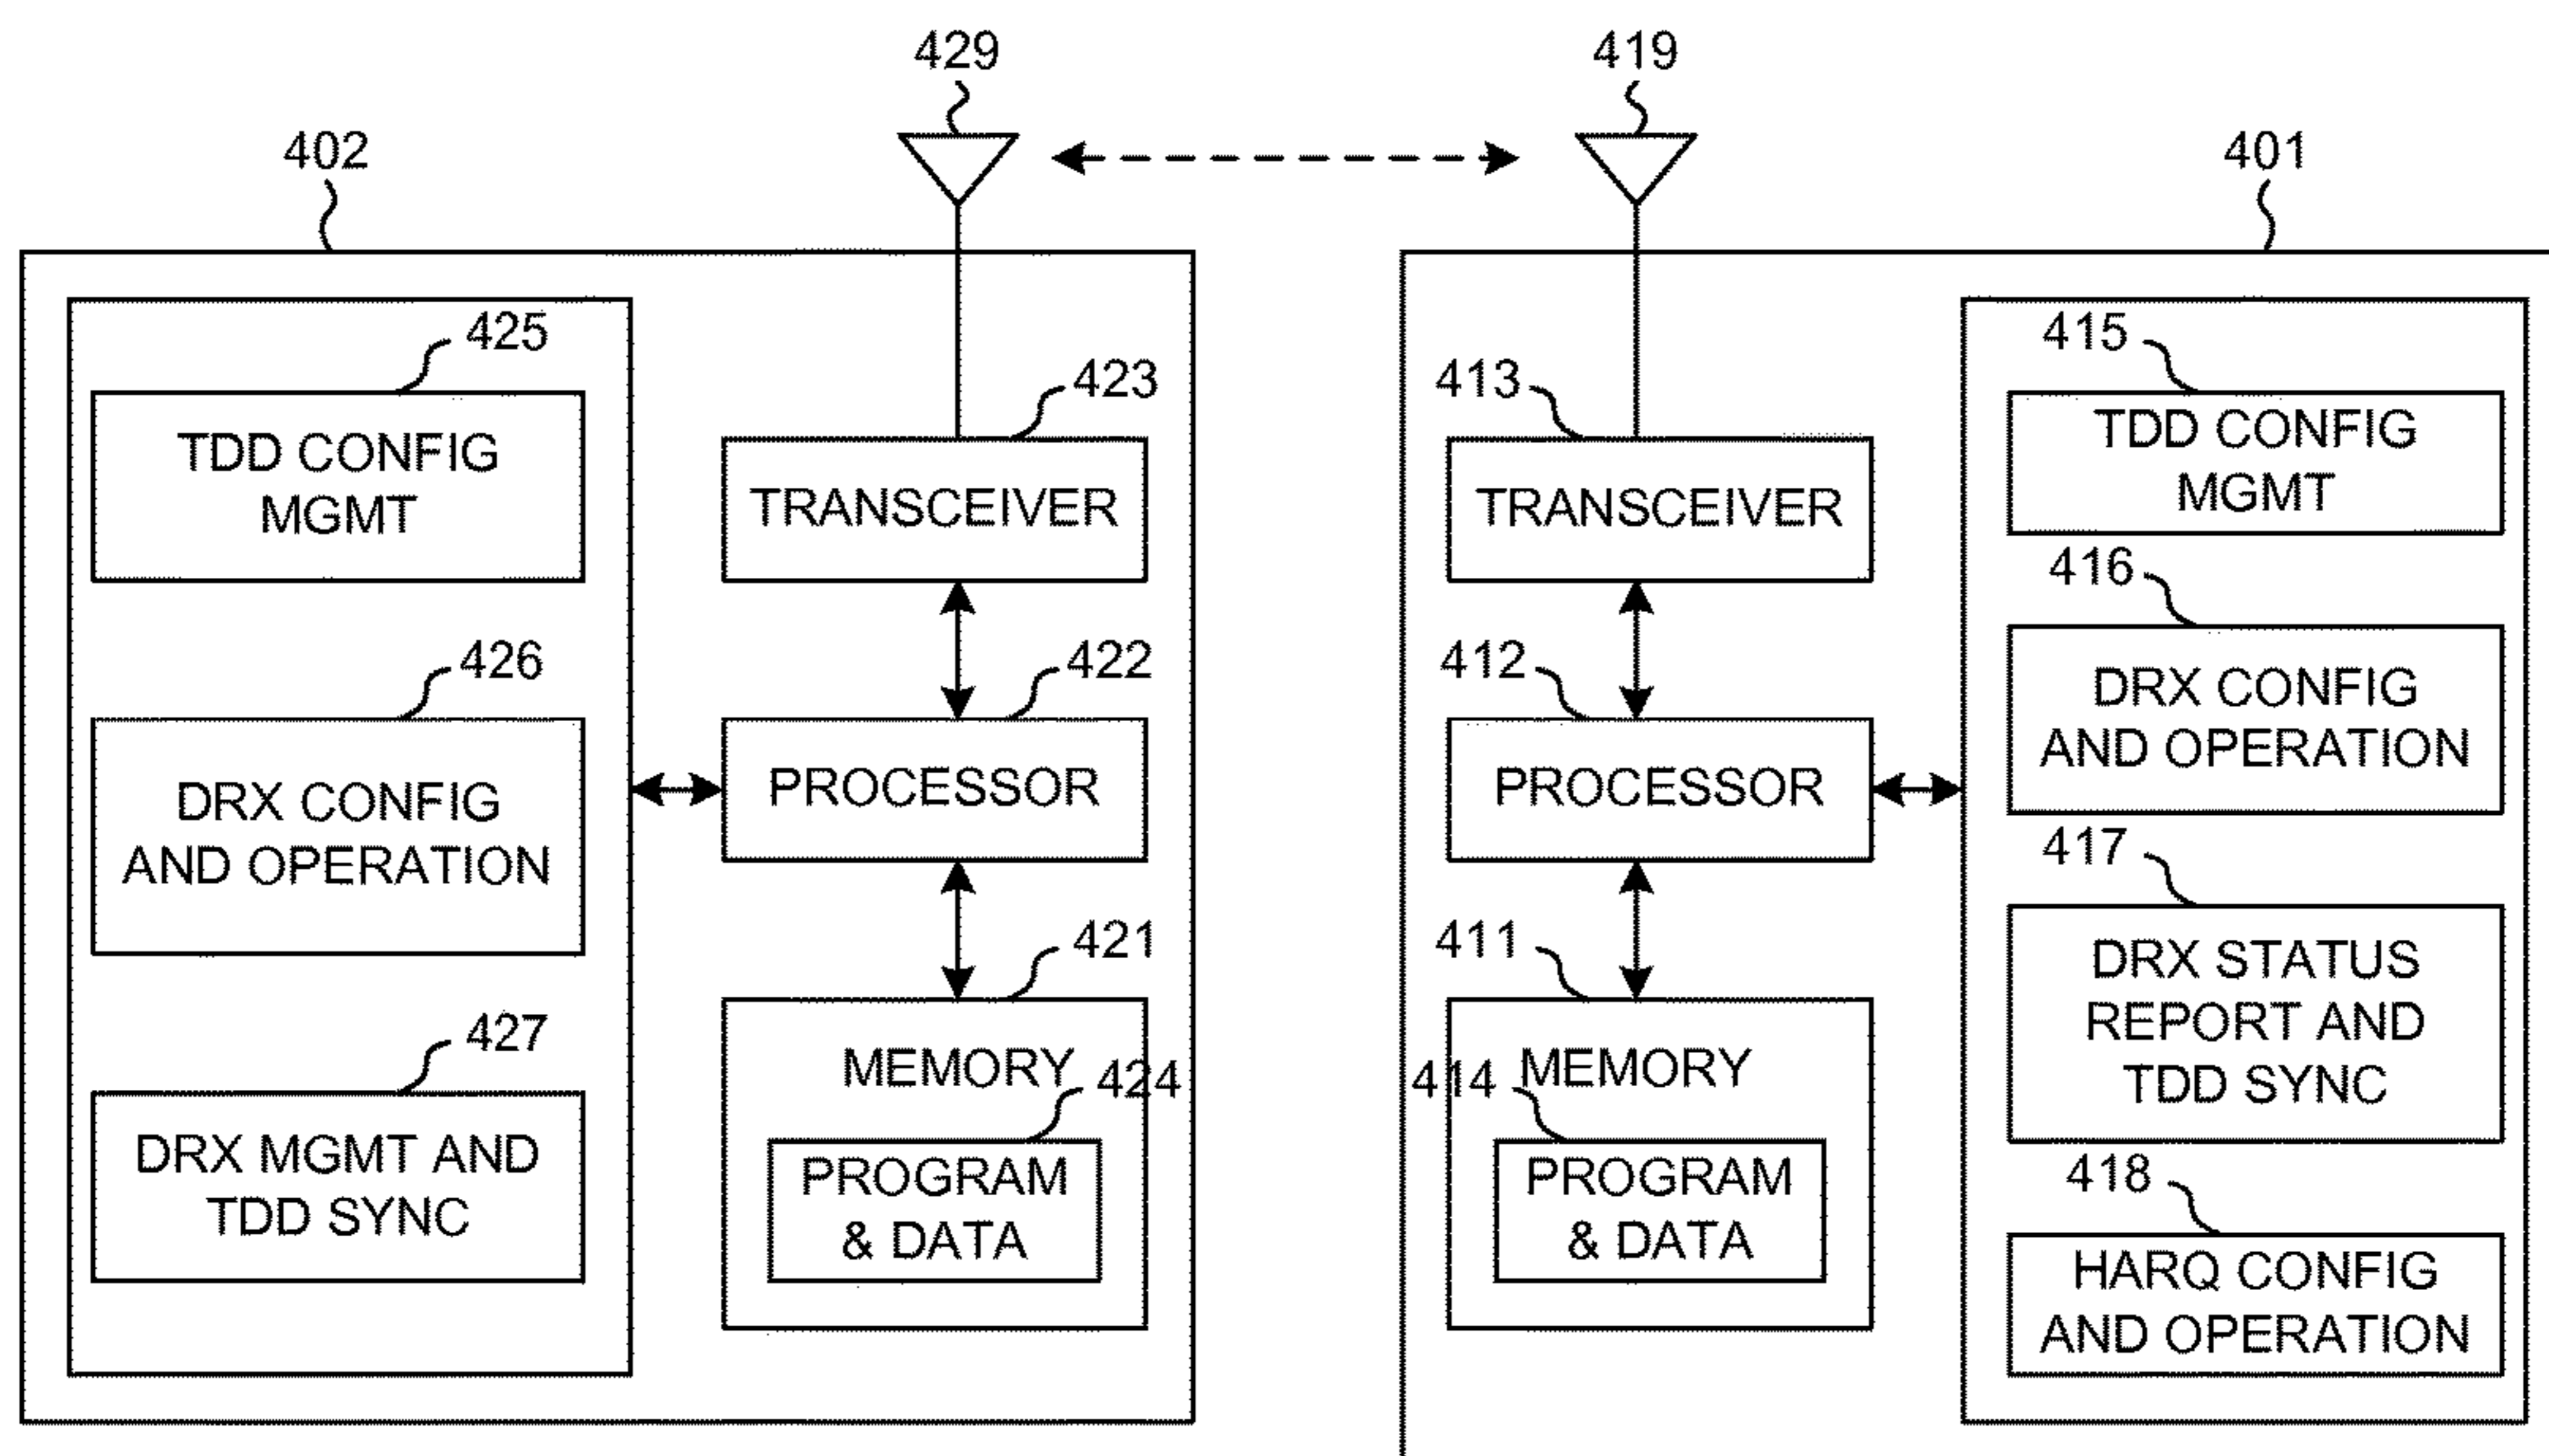 429
419
402
401
425
TDD CONFIG
MGMT
423
TRANSCEIVER
426
DRX CONFIG
AND OPERATION
422
PROCESSOR
427
DRX MGMT AND
TDD SYNC
421
MEMORY
424
PROGRAM
& DATA
413
TRANSCEIVER
412
PROCESSOR
411
MEMORY
414
PROGRAM
& DATA
415
TDD CONFIG
MGMT
416
DRX CONFIG
AND OPERATION
417
DRX STATUS
REPORT AND
TDD SYNC
418
HARQ CONFIG
AND OPERATION